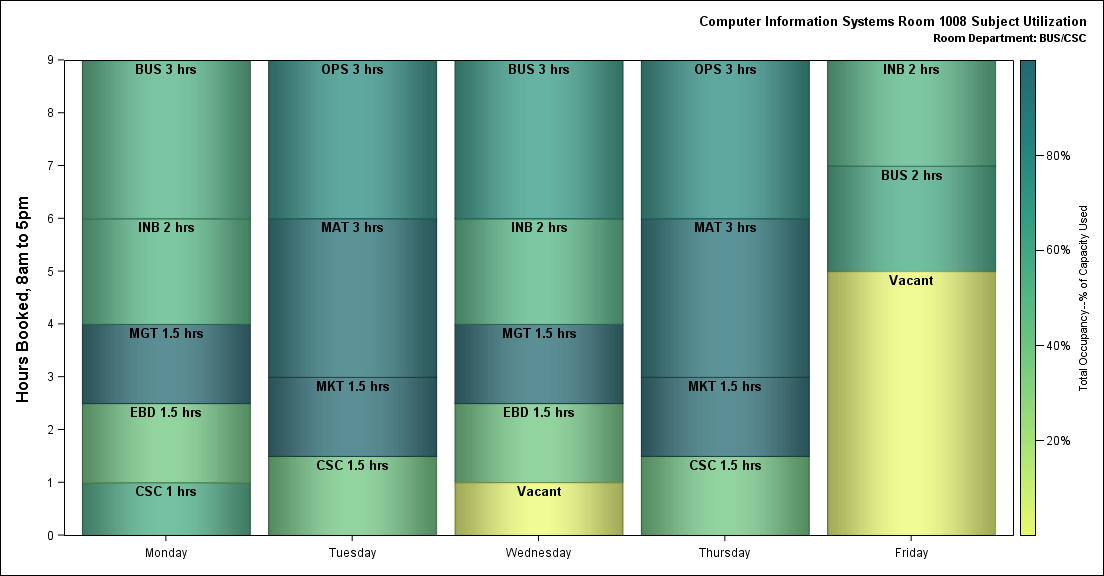 Computer Information Systems Room 1008 Subject Utilization
Room Department: BUS/CSC
Hours Booked, 8am to 5pm
9
8
7
6
5
4
3
2
1
0
BUS 3 hrs
INB 2 hrs
MGT 1.5 hrs
EBD 1.5 hrs
CSC 1 hrs
OPS 3 hrs
MAT 3 hrs
MKT 1.5 hrs
CSC 1.5 hrs
BUS 3 hrs
INB 2 hrs
MGT 1.5 hrs
EBD 1.5 hrs
Vacant
OPS 3 hrs
MAT 3 hrs
MKT 1.5 hrs
CSC 1.5 hrs
INB 2 hrs
BUS 2 hrs
Vacant
Monday
Tuesday
Wednesday
Thursday
Friday
80%
60%
40%
20%
Total Occupancy--% of Capacity Used